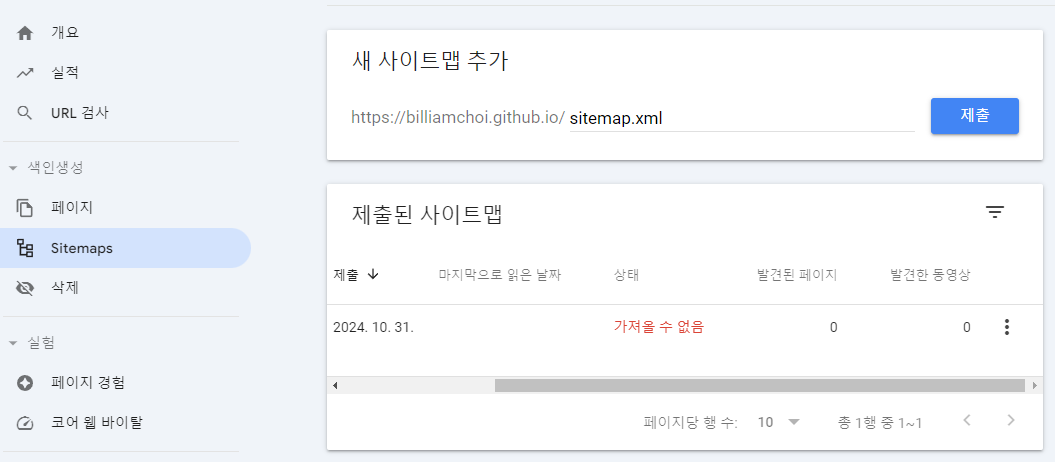 개요
실적
URL 검사
색인생성
페이지
Sitemaps
삭제
실험
페이지 경험
코어 웹 바이탈
새 사이트맵 추가
https://billiamchoi.github.io/ sitemap.xml 제출
제출된 사이트맵
제출 마지막으로 읽은 날짜 상태 발견된 페이지 발견한 동영상
2024. 10. 31. 가져올 수 없음 0 0
페이지당 행 수: 10 총 1행 중 1~1